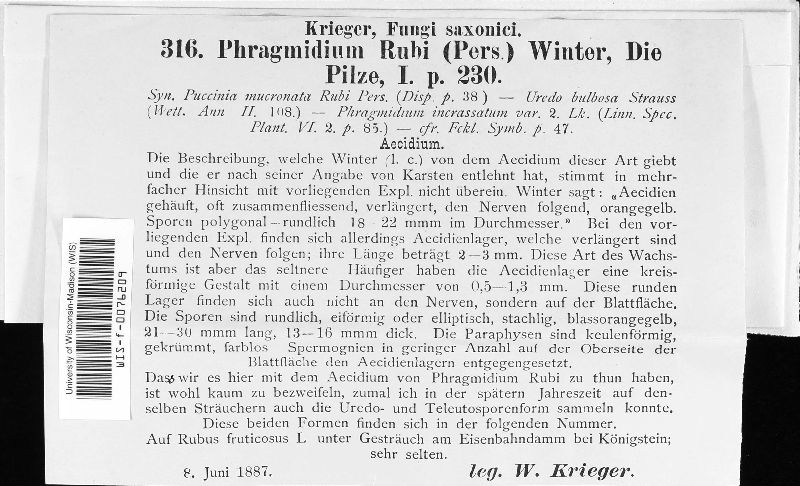 Krieger, Fungi saxonici.
316. Phragmidium Rubi (Pers.) Winter, Die
Pilze, I. p. 230.
Syn. Puccinia mucronata Rubi Pers. (Disp. p. 38) — Uredo bulbosa Strauss
(Wett. Ann II. 108.) — Phragmidium incrassatum var. 2. Lk. (Linn. Spec.
Plant. VI. 2. p. 85.) — cfr. Fckl. Symb. p. 47.
Aecidium.
Die Beschreibung, welche Winter (l. c.) von dem Aecidium dieser Art giebt
und die er nach seiner Angabe von Karsten entlehnt hat, stimmt in mehr-
facher Hinsicht mit vorliegenden Expl. nicht überein. Winter sagt: „Aecidien
gehäuft, oft zusammenfliessend, verlängert, den Nerven folgend, orangegelb.
Sporen polygonal—rundlich 18—22 mmm im Durchmesser.” Bei den vor-
liegenden Expl. finden sich allerdings Aecidienlager, welche verlängert sind
und den Nerven folgen; ihre Länge beträgt 2—3 mm. Diese Art des Wachs-
tums ist aber das seltnere Häufiger haben die Aecidienlager eine kreis-
förmige Gestalt mit einem Durchmesser von 0,5—1,3 mm. Diese runden
Lager finden sich auch nicht an den Nerven, sondern auf der Blattfläche.
Die Sporen sind rundlich, eiförmig oder elliptisch, stachlig, blassorangegelb,
21—30 mmm lang, 13—16 mmm dick. Die Paraphysen sind keulenförmig,
gekrümmt, farblos Spermognien in geringer Anzahl auf der Oberseite der
Blattfläche den Aecidienlagern entgegengesetzt.
Dass wir es hier mit dem Aecidium von Phragmidium Rubi zu thun haben,
ist wohl kaum zu bezweifeln, zumal ich in der spätern Jahreszeit auf den-
selben Sträuchern auch die Uredo- und Teleutosporenform sammeln konnte.
Diese beiden Formen finden sich in der folgenden Nummer.
Auf Rubus fruticosus L unter Gesträuch am Eisenbahndamm bei Königstein;
sehr selten.
8. Juni 1887. leg. W. Krieger.
University of Wisconsin-Madison (WIS)
WIS-f-0076209